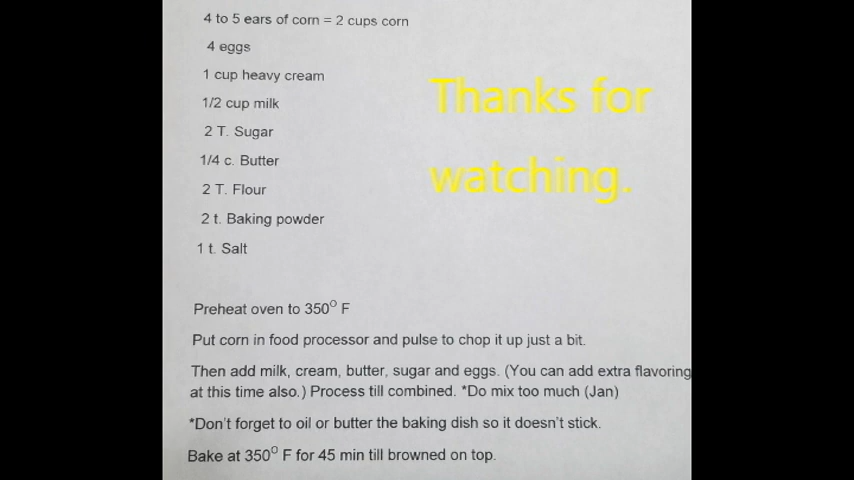 4 to 5 ears of corn = 2 cups corn
4 eggs
1 cup heavy cream
1/2 cup milk
2 T. Sugar
1/4 c. Butter
2 T. Flour
2 t. Baking powder
1 t. Salt
Thanks for
watching.
Preheat oven to 350° F
Put corn in food processor and pulse to chop it up just a bit.
Then add milk, cream, butter, sugar and eggs. (You can add extra flavoring
at this time also.) Process till combined. *Do mix too much (Jan)
*Don't forget to oil or butter the baking dish so it doesn't stick.
Bake at 350° F for 45 min till browned on top.